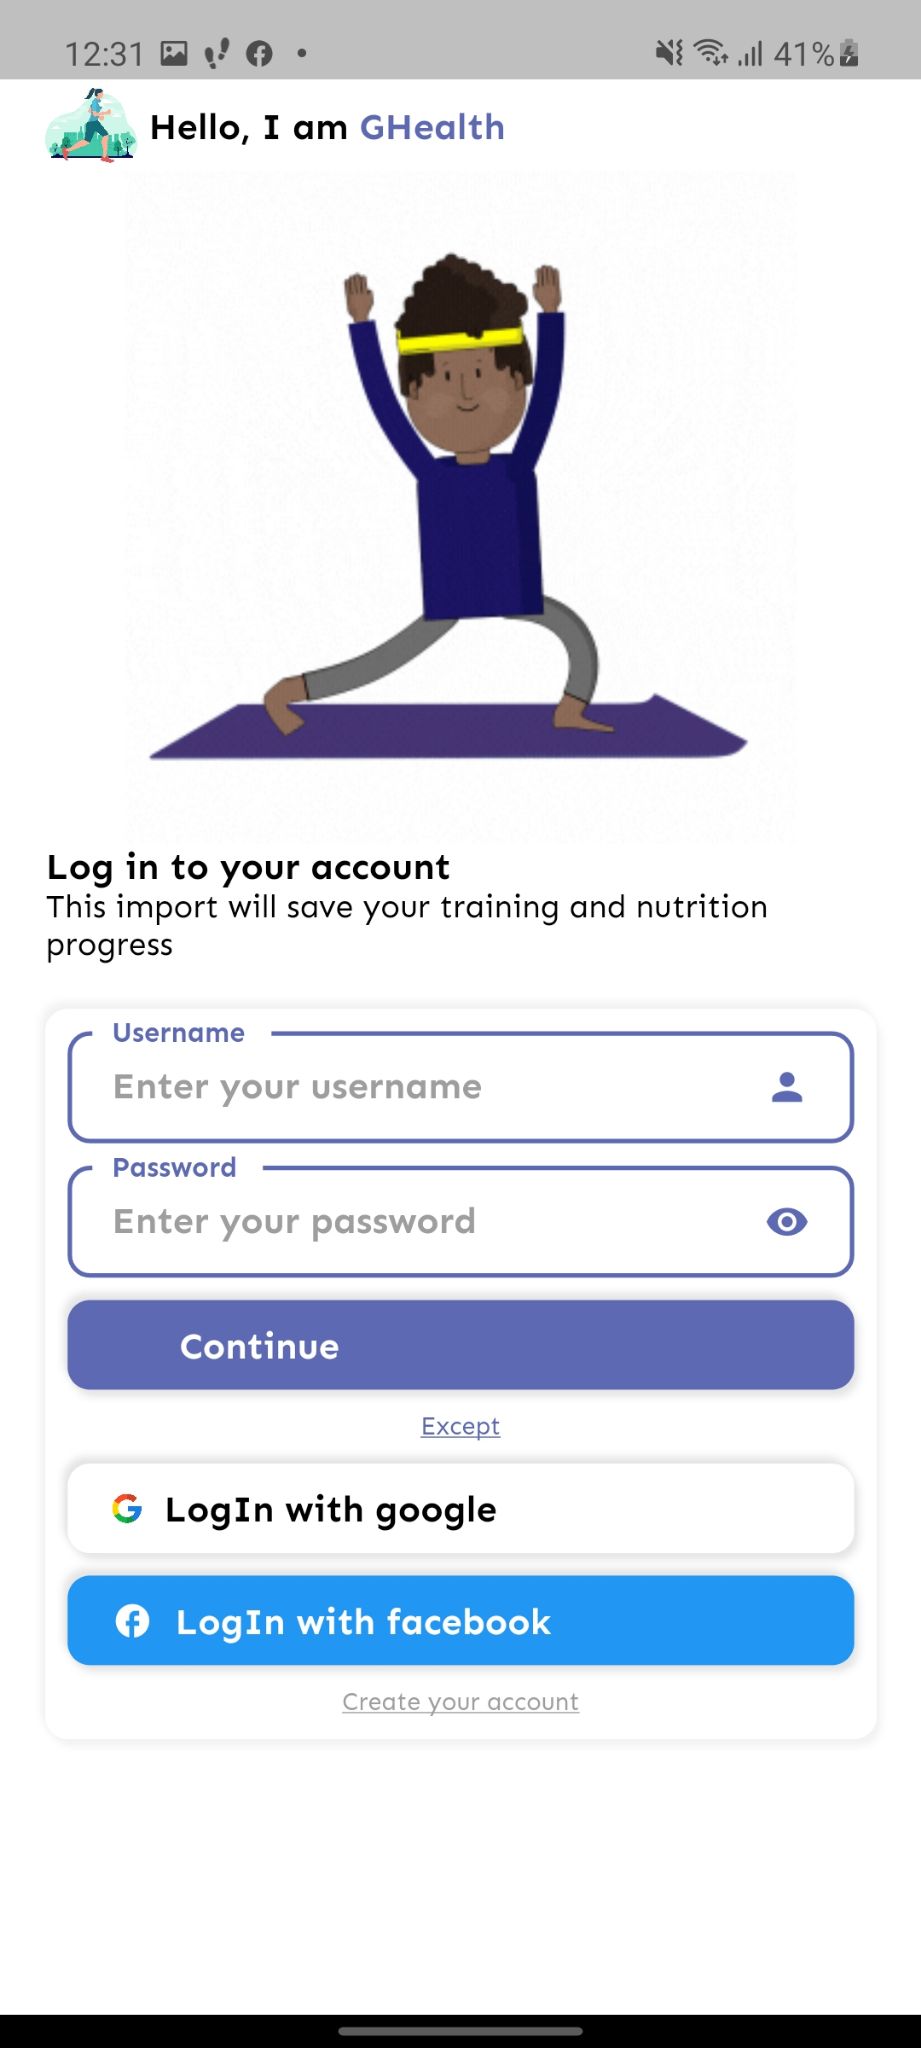 12:31
41%
Hello, I am GHealth
Log in to your account
This import will save your training and nutrition
progress
Username
Enter your username
Password
Enter your password
Continue
Except
LogIn with google
LogIn with facebook
Create your account